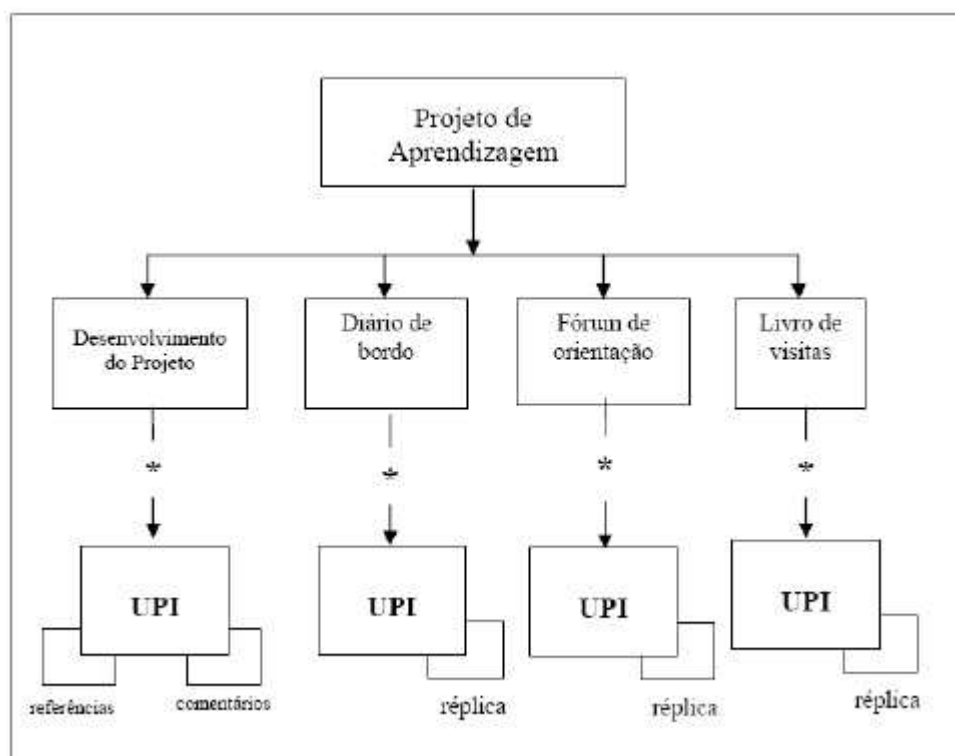 Projeto de
Aprendizagem
Desenvolvimento
do Projeto
Diário de
bordo
Fórum de
orientação
Livro de
visitas
*
*
*
*
UPI
UPI
UPI
UPI
referências
comentários
réplica
réplica
réplica